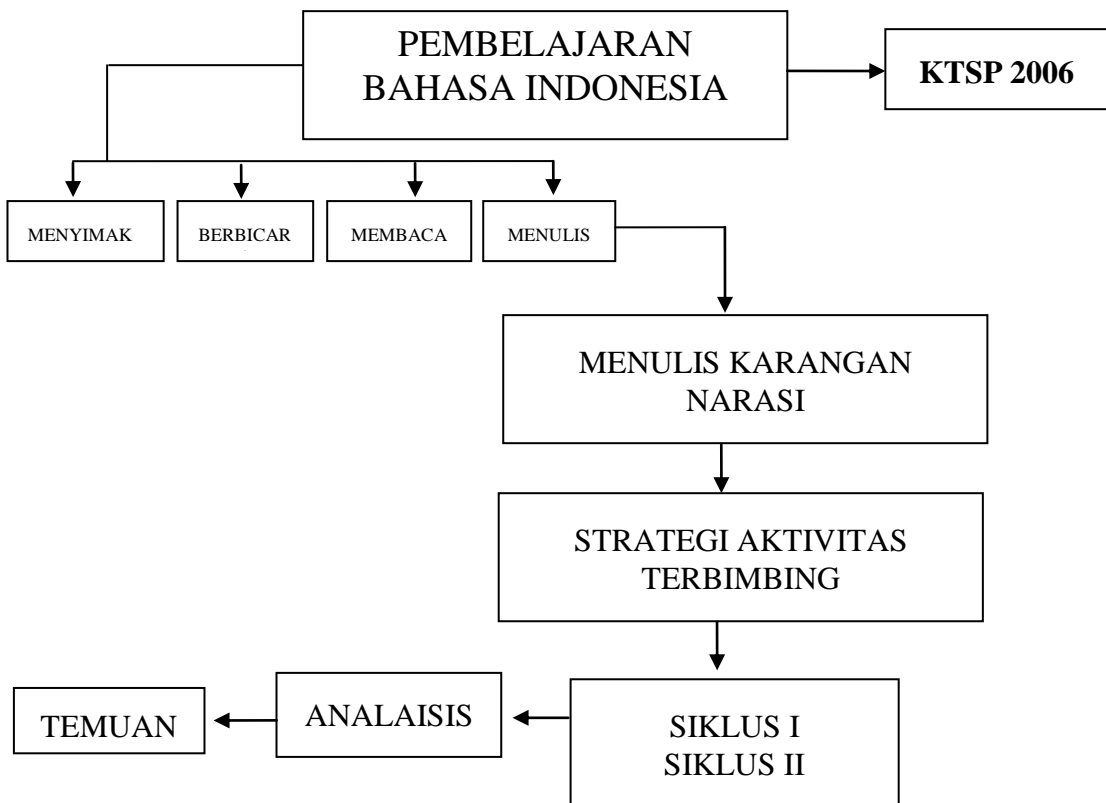 PEMBELAJARAN
BAHASA INDONESIA
KTSP 2006
MENYIMAK
BERBICAR
MEMBACA
MENULIS
MENULIS KARANGAN
NARASI
STRATEGI AKTIVITAS
TERBIMBING
TEMUAN
ANALAISIS
SIKLUS I
SIKLUS II